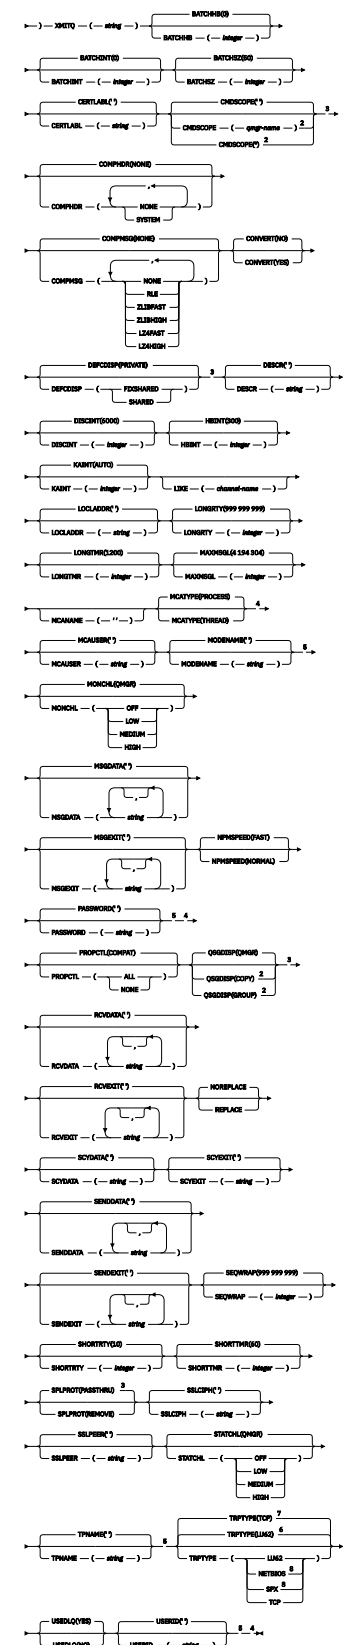 BATCHHB(0)
) — XMITQ — ( — string — ) BATCHHB — ( — integer — )
BATCHINT(0) BATCHSZ(50)
BATCHINT — ( — integer — ) BATCHSZ — ( — integer — )
CERTLABL(' ') CMDSCOPE(' ') 3
CERTLABL — ( — string — ) CMDSCOPE — ( — qmgr-name — ) 2
CMDSCOPE(*) 2
COMPHDR(NONE)
,
COMPHDR — ( NONE )
SYSTEM
COMPMSG(NONE) CONVERT(NO)
, CONVERT(YES)
COMPMSG — ( NONE )
RLE
ZLIBFAST
ZLIBHIGH
LZ4FAST
LZ4HIGH
DEFCDISP(PRIVATE) 3 DESCR(' ')
DEFCDISP — ( FIXSHARED ) DESCR — ( — string — )
SHARED
DISCINT(6000) HBINT(300)
DISCINT — ( — integer — ) HBINT — ( — integer — )
KAINT(AUTO)
KAINT — ( — integer — ) LIKE — ( — channel-name — )
LOCLADDR(' ') LONGRTY(999 999 999)
LOCLADDR — ( — string — ) LONGRTY — ( — integer — )
LONGTMR(1200) MAXMSGL(4 194 304)
LONGTMR — ( — integer — ) MAXMSGL — ( — integer — )
MCATYPE(PROCESS) 4
MCANAME — ( — ' ' — ) MCATYPE(THREAD)
MCAUSER(' ') MODENAME(' ') 5
MCAUSER — ( — string — ) MODENAME — ( — string — )
MONCHL(QMGR)
MONCHL — ( OFF )
LOW
MEDIUM
HIGH
MSGDATA(' ')
,
MSGDATA — ( string )
MSGEXIT(' ') NPMSPEED(FAST)
, NPMSPEED(NORMAL)
MSGEXIT — ( string )
PASSWORD(' ') 5 4
PASSWORD — ( — string — )
PROPCTL(COMPAT) QSGDISP(QMGR) 3
PROPCTL — ( ALL ) QSGDISP(COPY) 2
NONE QSGDISP(GROUP) 2
RCVDATA(' ')
,
RCVDATA — ( string )
RCVEXIT(' ') NOREPLACE
, REPLACE
RCVEXIT — ( string )
SCYDATA(' ') SCYEXIT(' ')
SCYDATA — ( — string — ) SCYEXIT — ( — string — )
SENDDATA(' ')
,
SENDDATA — ( string )
SENDEXIT(' ') SEQWRAP(999 999 999)
, SEQWRAP — ( — integer — )
SENDEXIT — ( string )
SHORTRTY(10) SHORTTMR(60)
SHORTRTY — ( — integer — ) SHORTTMR — ( — integer — )
SPLPROT(PASSTHRU) 3 SSLCIPH(' ')
SPLPROT(REMOVE) SSLCIPH — ( — string — )
SSLPEER(' ') STATCHL(QMGR)
SSLPEER — ( — string — ) STATCHL — ( OFF )
LOW
MEDIUM
HIGH
TRPTYPE(TCP) 7
TPNAME(' ') 5 TRPTYPE(LU62) 6
TPNAME — ( — string — ) TRPTYPE — ( LU62 )
NETBIOS 8
SPX 8
TCP
USEDLQ(YES) USERID(' ') 5 4